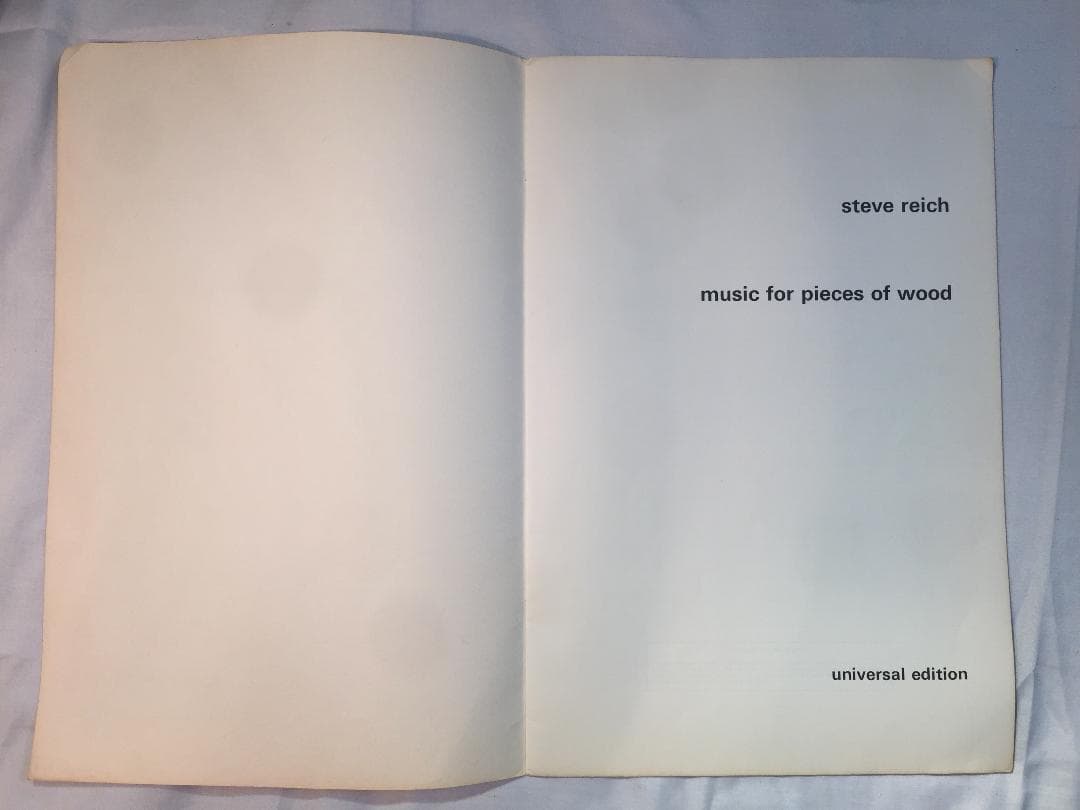 steve reich
music for pieces of wood
universal edition